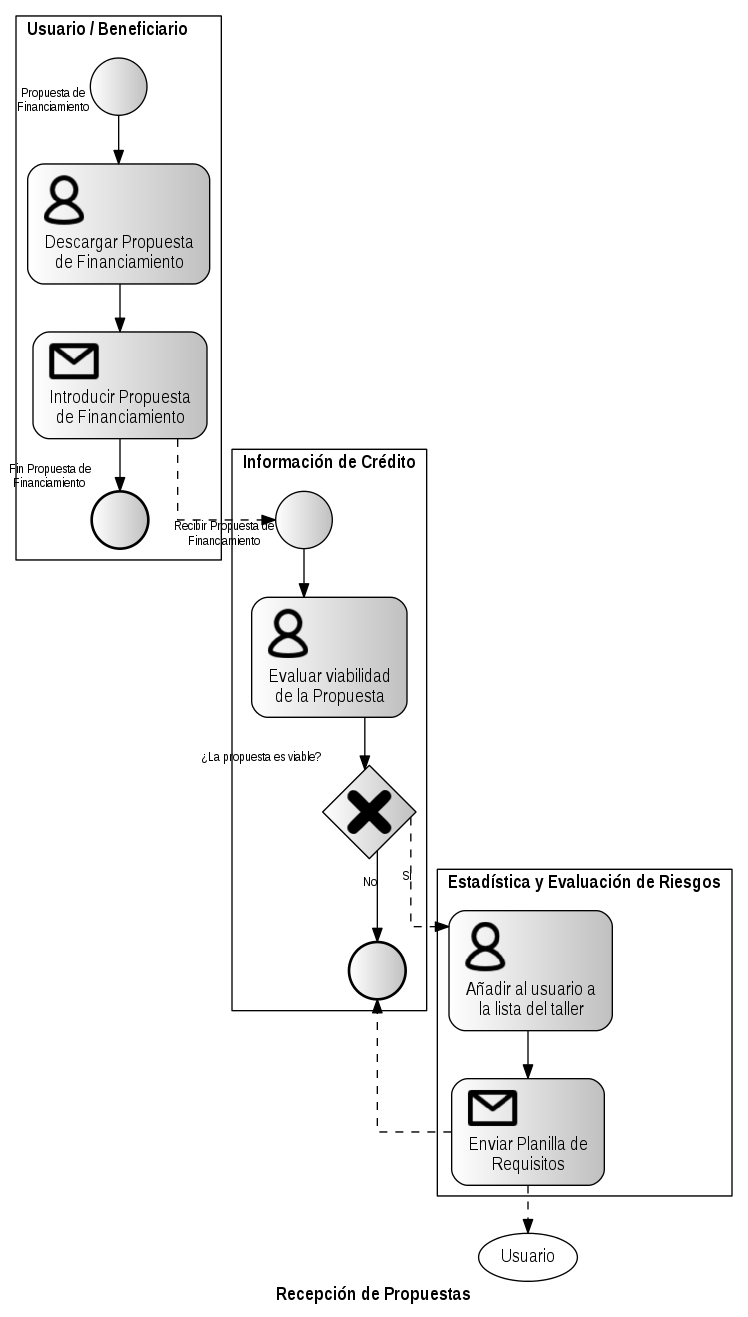 Usuario / Beneficiario
Propuesta de
Financiamiento
Descargar Propuesta
de Financiamiento
Introducir Propuesta
de Financiamiento
Fin Propuesta de
Financiamiento
Información de Crédito
Recibir Propuesta de
Financiamiento
Evaluar viabilidad
de la Propuesta
¿La propuesta es viable?
No
Sí
Estadística y Evaluación de Riesgos
Añadir al usuario a
la lista del taller
Enviar Planilla de
Requisitos
Usuario
Recepción de Propuestas